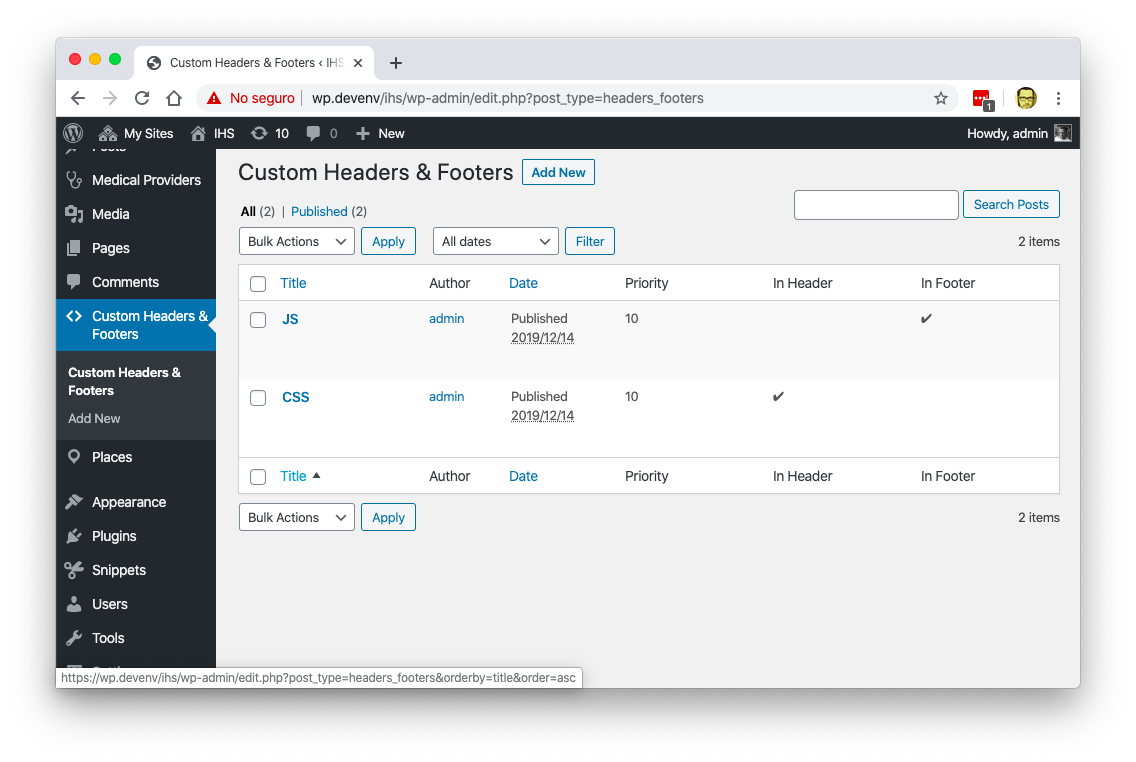 Custom Headers & Footers ‹ IHS
No seguro
wp.devenv/ihs/wp-admin/edit.php?post_type=headers_footers
1
My Sites
IHS
10
0
New
Howdy, admin
Posts
Medical Providers
Media
Pages
Comments
Custom Headers &
Footers
Custom Headers &
Footers
Add New
Places
Appearance
Plugins
Snippets
Users
Tools
Custom Headers & Footers Add New
All (2) | Published (2)
Search Posts
Bulk Actions Apply All dates Filter 2 items
Title Author Date Priority In Header In Footer
JS admin Published 10 ✔
2019/12/14
CSS admin Published 10 ✔
2019/12/14
Title Author Date Priority In Header In Footer
Bulk Actions Apply 2 items
https://wp.devenv/ihs/wp-admin/edit.php?post_type=headers_footers&orderby=title&order=asc